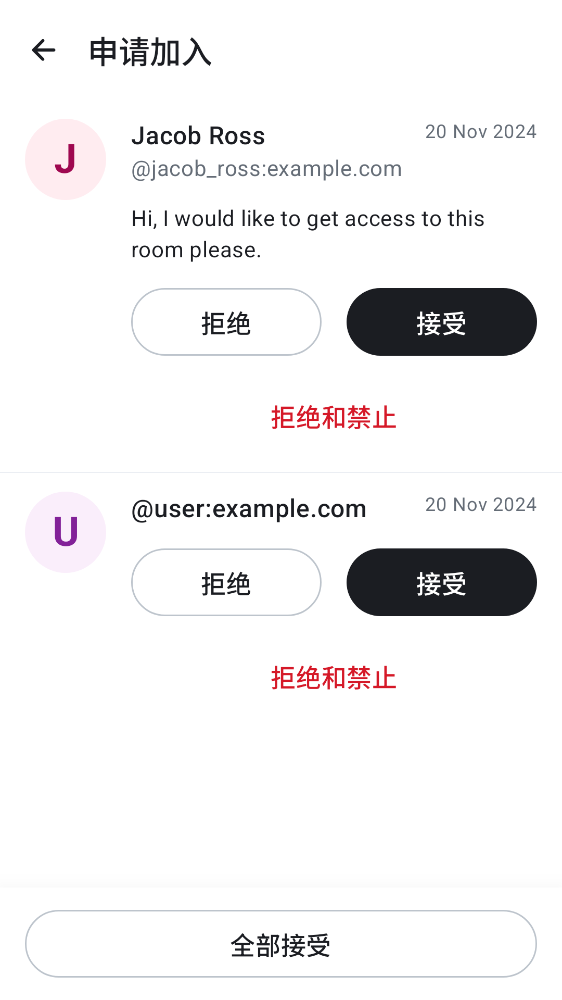 申请加入
J
Jacob Ross
20 Nov 2024
@jacob_ross:example.com
Hi, I would like to get access to this
room please.
拒绝
接受
拒绝和禁止
U
@user:example.com
20 Nov 2024
拒绝
接受
拒绝和禁止
全部接受